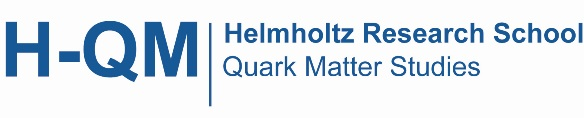 H-QM
Helmholtz Research School
Quark Matter Studies